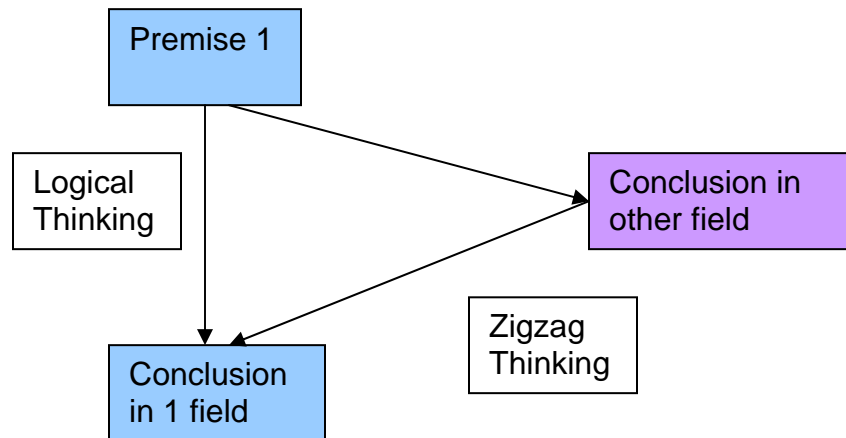 Premise 1
Logical
Thinking
Conclusion in
other field
Zigzag
Thinking
Conclusion
in 1 field